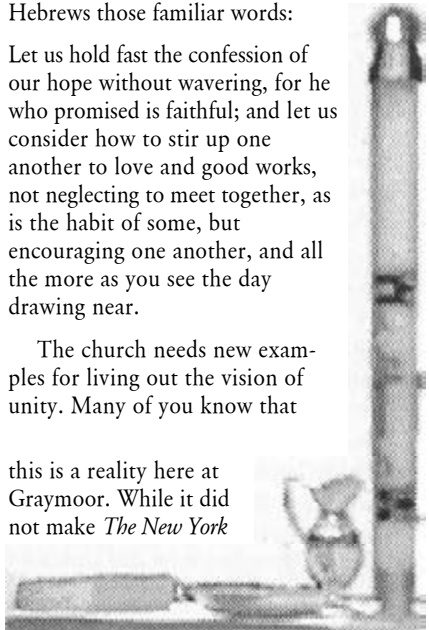 Hebrews those familiar words:
Let us hold fast the confession of
our hope without wavering, for he
who promised is faithful; and let us
consider how to stir up one
another to love and good works,
not neglecting to meet together, as
is the habit of some, but
encouraging one another, and all
the more as you see the day
drawing near.
The church needs new exam-
ples for living out the vision of
unity. Many of you know that
this is a reality here at
Graymoor. While it did
not make The New York